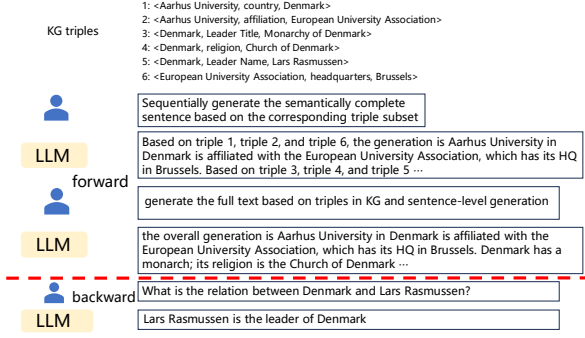 KG triples
1: <Aarhus University, country, Denmark>
2: <Aarhus University, affiliation, European University Association>
3: <Denmark, Leader Title, Monarchy of Denmark>
4: <Denmark, religion, Church of Denmark>
5: <Denmark, Leader Name, Lars Rasmussen>
6: <European University Association, headquarters, Brussels>
Sequentially generate the semantically complete
sentence based on the corresponding triple subset
LLM
Based on triple 1, triple 2, and triple 6, the generation is Aarhus University in
Denmark is affiliated with the European University Association, which has its HQ
in Brussels. Based on triple 3, triple 4, and triple 5 ···
forward
generate the full text based on triples in KG and sentence-level generation
LLM
the overall generation is Aarhus University in Denmark is affiliated with the
European University Association, which has its HQ in Brussels. Denmark has a
monarch; its religion is the Church of Denmark ···
backward
What is the relation between Denmark and Lars Rasmussen?
LLM
Lars Rasmussen is the leader of Denmark